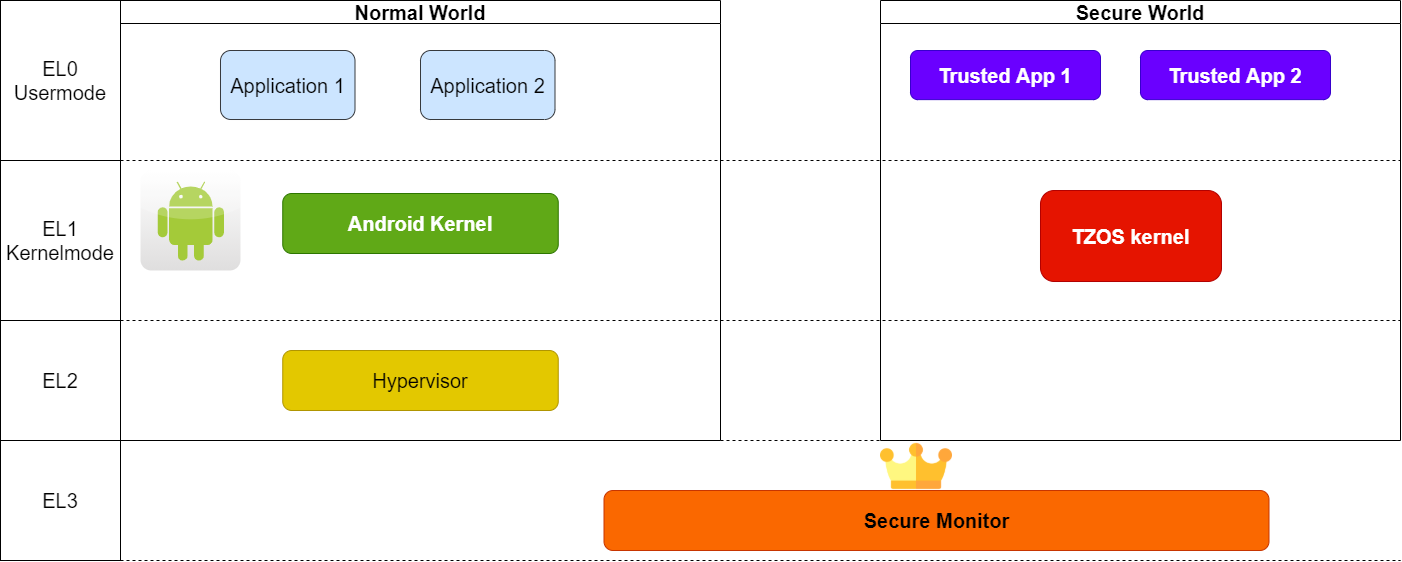 Normal World
Secure World
EL0
Usermode
Application 1
Application 2
Trusted App 1
Trusted App 2
EL1
Kernelmode
Android Kernel
TZOS kernel
EL2
Hypervisor
EL3
Secure Monitor